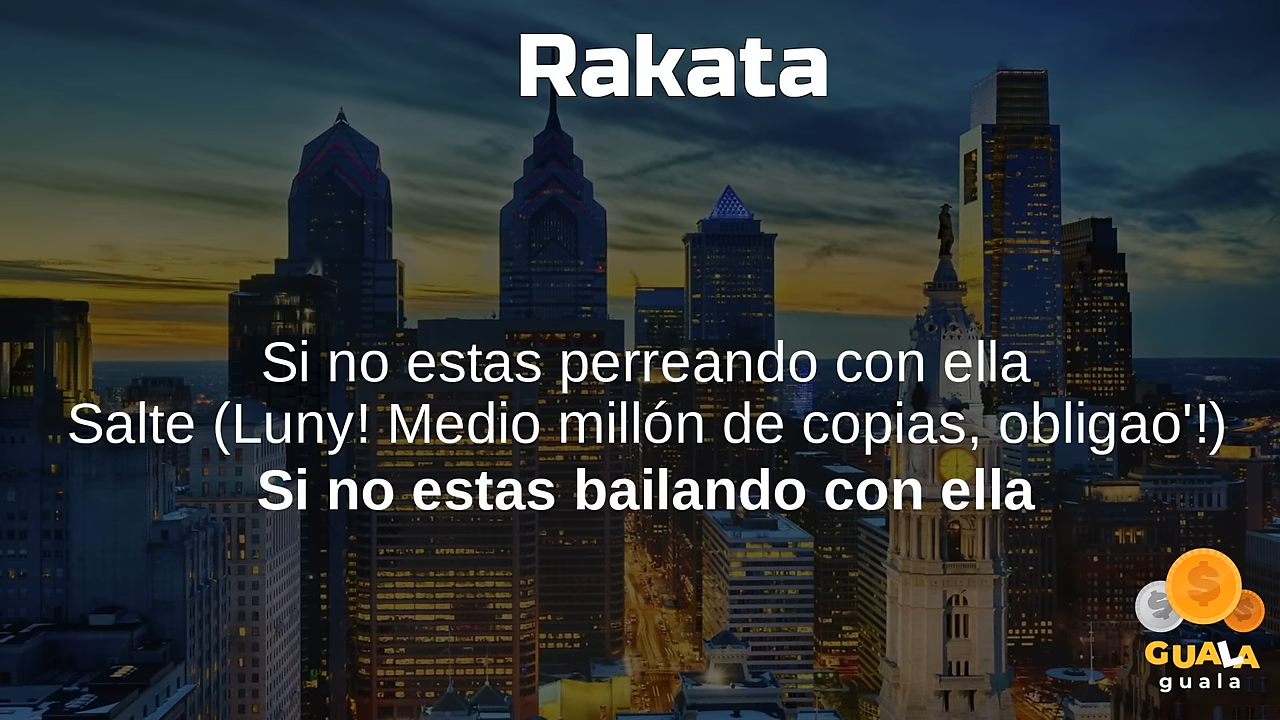 Rakata
Si no estas perreando con ella
Salte (Luny! Medio millón de copias, obligao'!)
Si no estas bailando con ella
GUALA
guala